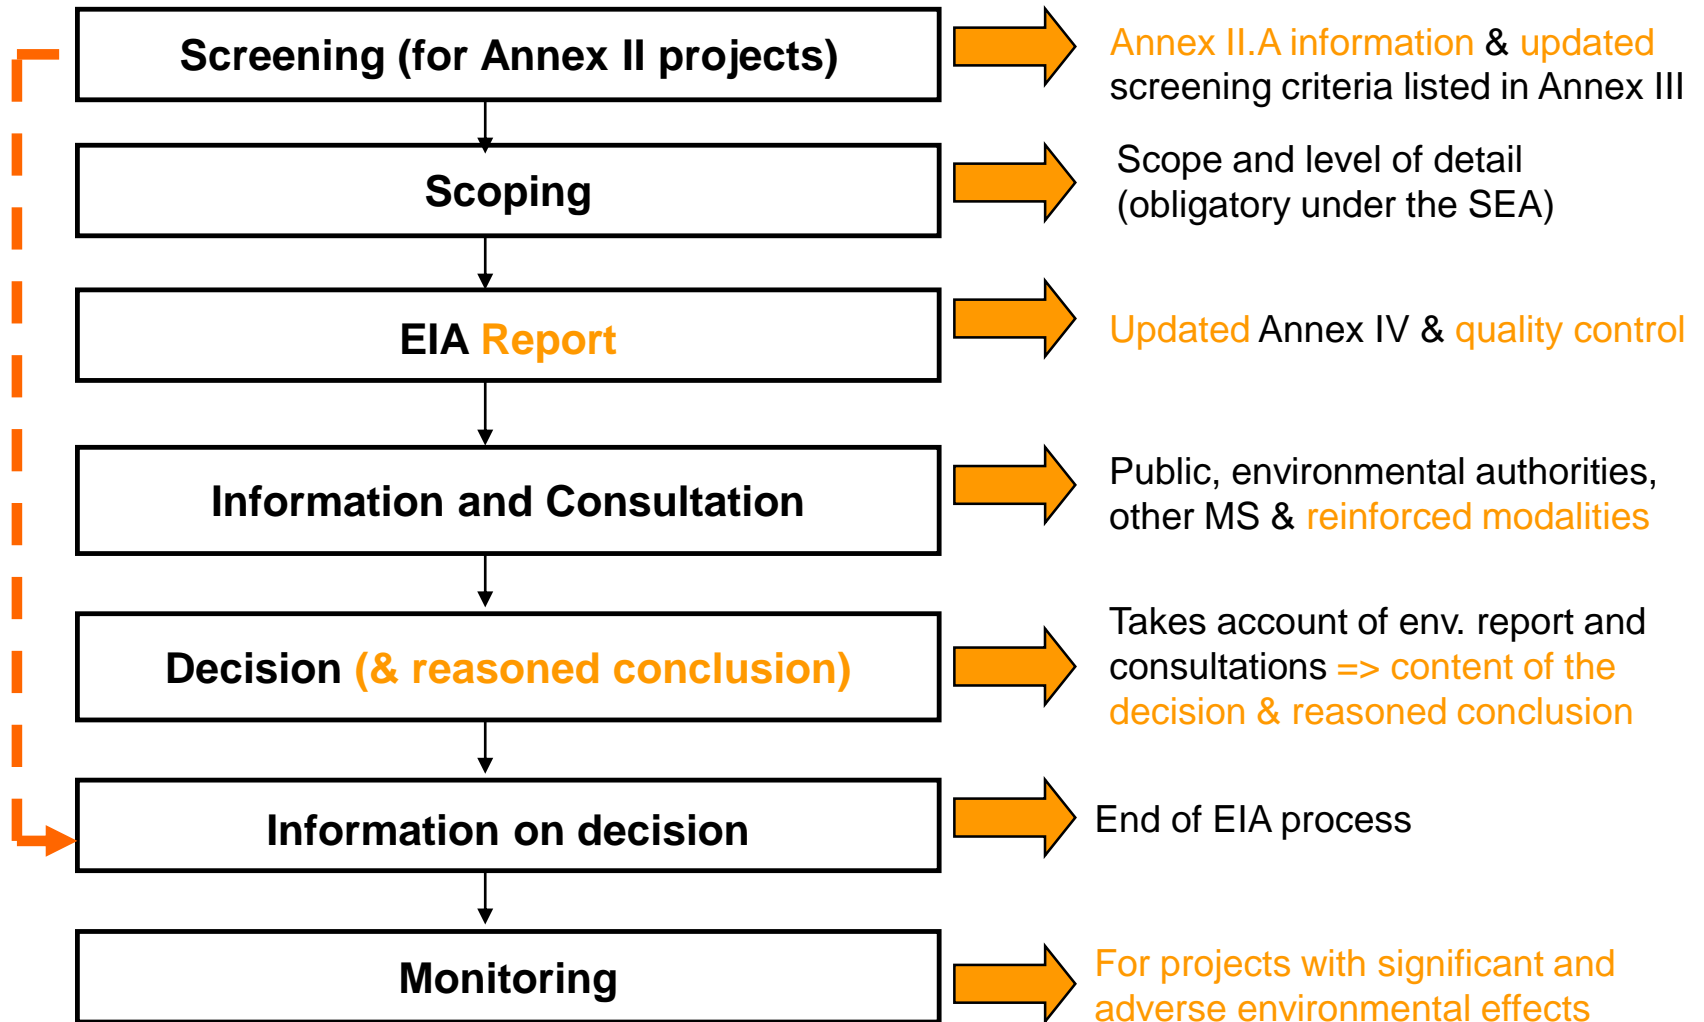 Screening (for Annex II projects)
Annex II.A information & updated
screening criteria listed in Annex III
Scoping
Scope and level of detail
(obligatory under the SEA)
EIA Report
Updated Annex IV & quality control
Information and Consultation
Public, environmental authorities,
other MS & reinforced modalities
Decision (& reasoned conclusion)
Takes account of env. report and
consultations => content of the
decision & reasoned conclusion
Information on decision
End of EIA process
Monitoring
For projects with significant and
adverse environmental effects